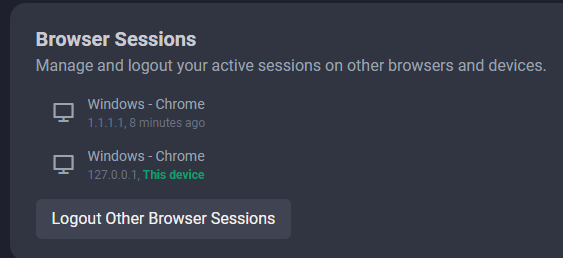 Browser Sessions
Manage and logout your active sessions on other browsers and devices.
Windows - Chrome
1.1.1.1, 8 minutes ago
Windows - Chrome
127.0.0.1, This device
Logout Other Browser Sessions